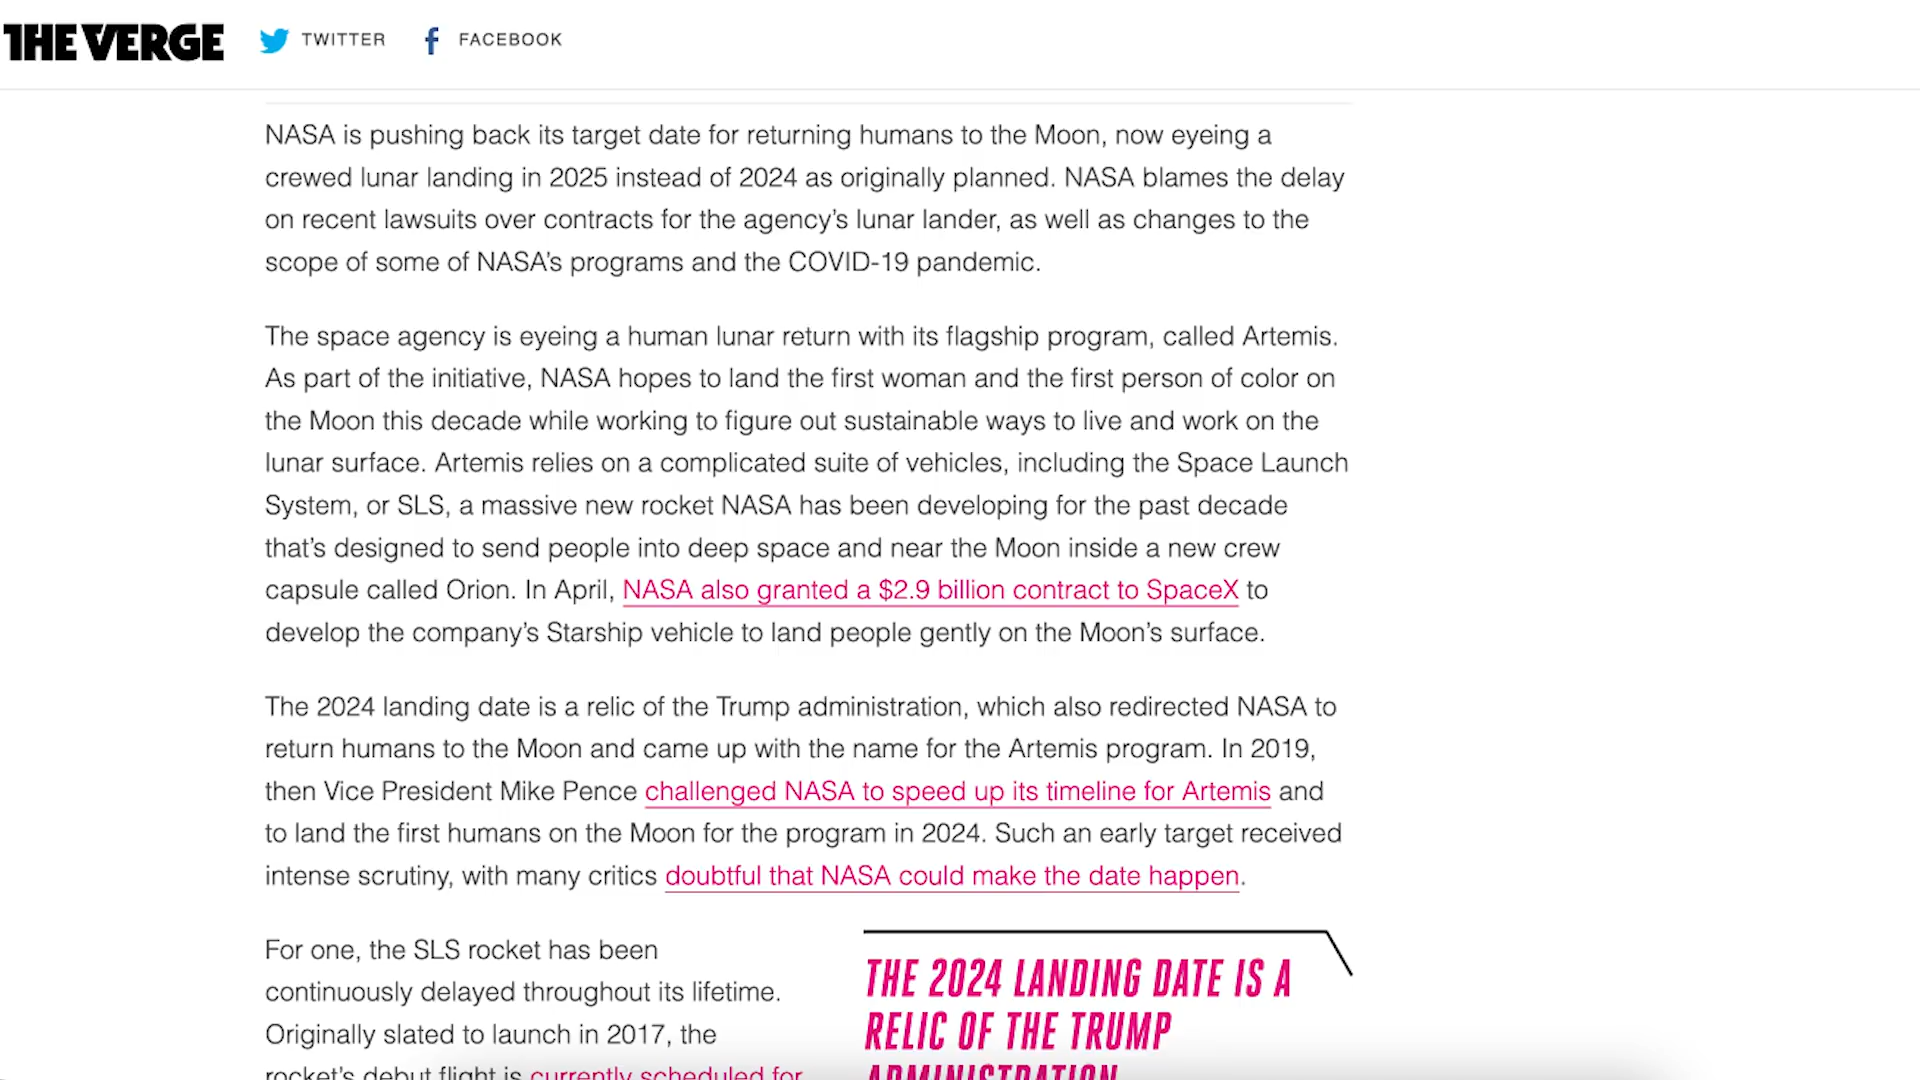 THE VERGE TWITTER FACEBOOK
NASA is pushing back its target date for returning humans to the Moon, now eyeing a
crewed lunar landing in 2025 instead of 2024 as originally planned. NASA blames the delay
on recent lawsuits over contracts for the agency’s lunar lander, as well as changes to the
scope of some of NASA’s programs and the COVID-19 pandemic.
The space agency is eyeing a human lunar return with its flagship program, called Artemis.
As part of the initiative, NASA hopes to land the first woman and the first person of color on
the Moon this decade while working to figure out sustainable ways to live and work on the
lunar surface. Artemis relies on a complicated suite of vehicles, including the Space Launch
System, or SLS, a massive new rocket NASA has been developing for the past decade
that’s designed to send people into deep space and near the Moon inside a new crew
capsule called Orion. In April, NASA also granted a $2.9 billion contract to SpaceX to
develop the company’s Starship vehicle to land people gently on the Moon’s surface.
The 2024 landing date is a relic of the Trump administration, which also redirected NASA to
return humans to the Moon and came up with the name for the Artemis program. In 2019,
then Vice President Mike Pence challenged NASA to speed up its timeline for Artemis and
to land the first humans on the Moon for the program in 2024. Such an early target received
intense scrutiny, with many critics doubtful that NASA could make the date happen.
For one, the SLS rocket has been
continuously delayed throughout its lifetime.
Originally slated to launch in 2017, the
rocket’s debut flight is currently scheduled for
THE 2024 LANDING DATE IS A
RELIC OF THE TRUMP
ADMINISTRATION